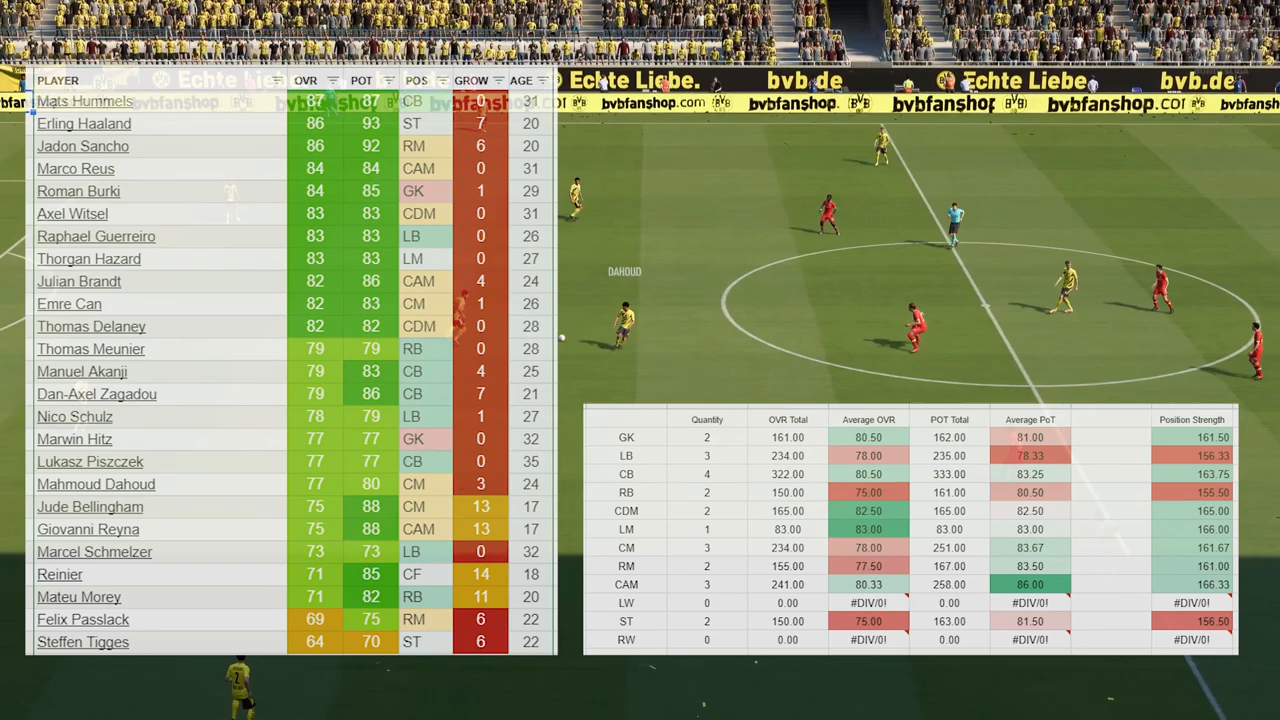 Echte Liebe. bvb.de Echte Liebe. bvb.de
bvbfanshop.com bvbfanshop bvbfanshop.com bvbfanshop
PLAYER OVR POT POS GROW AGE
Mats Hummels 87 87 CB 0 31
Erling Haaland 86 93 ST 7 20
Jadon Sancho 86 92 RM 6 20
Marco Reus 84 84 CAM 0 31
Roman Burki 84 85 GK 1 29
Axel Witsel 83 83 CDM 0 31
Raphael Guerreiro 83 83 LB 0 26
Thorgan Hazard 83 83 LM 0 27
Julian Brandt 82 86 CAM 4 24
Emre Can 82 83 CM 1 26
Thomas Delaney 82 82 CDM 0 28
Thomas Meunier 79 79 RB 0 28
Manuel Akanji 79 83 CB 4 25
Dan-Axel Zagadou 79 86 CB 7 21
Nico Schulz 78 79 LB 1 27
Marwin Hitz 77 77 GK 0 32
Lukasz Piszczek 77 77 CB 0 35
Mahmoud Dahoud 77 80 CM 3 24
Jude Bellingham 75 88 CM 13 17
Giovanni Reyna 75 88 CAM 13 17
Marcel Schmelzer 73 73 LB 0 32
Reinier 71 85 CF 14 18
Mateu Morey 71 82 RB 11 20
Felix Passlack 69 75 RM 6 22
Steffen Tigges 64 70 ST 6 22
DAHOUD
Quantity OVR Total Average OVR POT Total Average PoT Position Strength
GK 2 161.00 80.50 162.00 81.00 161.50
LB 3 234.00 78.00 235.00 78.33 156.33
CB 4 322.00 80.50 333.00 83.25 163.75
RB 2 150.00 75.00 161.00 80.50 155.50
CDM 2 165.00 82.50 165.00 82.50 165.00
LM 1 83.00 83.00 83.00 83.00 166.00
CM 3 234.00 78.00 251.00 83.67 161.67
RM 2 155.00 77.50 167.00 83.50 161.00
CAM 3 241.00 80.33 258.00 86.00 166.33
LW 0 0.00 #DIV/0! 0.00 #DIV/0! #DIV/0!
ST 2 150.00 75.00 163.00 81.50 156.50
RW 0 0.00 #DIV/0! 0.00 #DIV/0! #DIV/0!